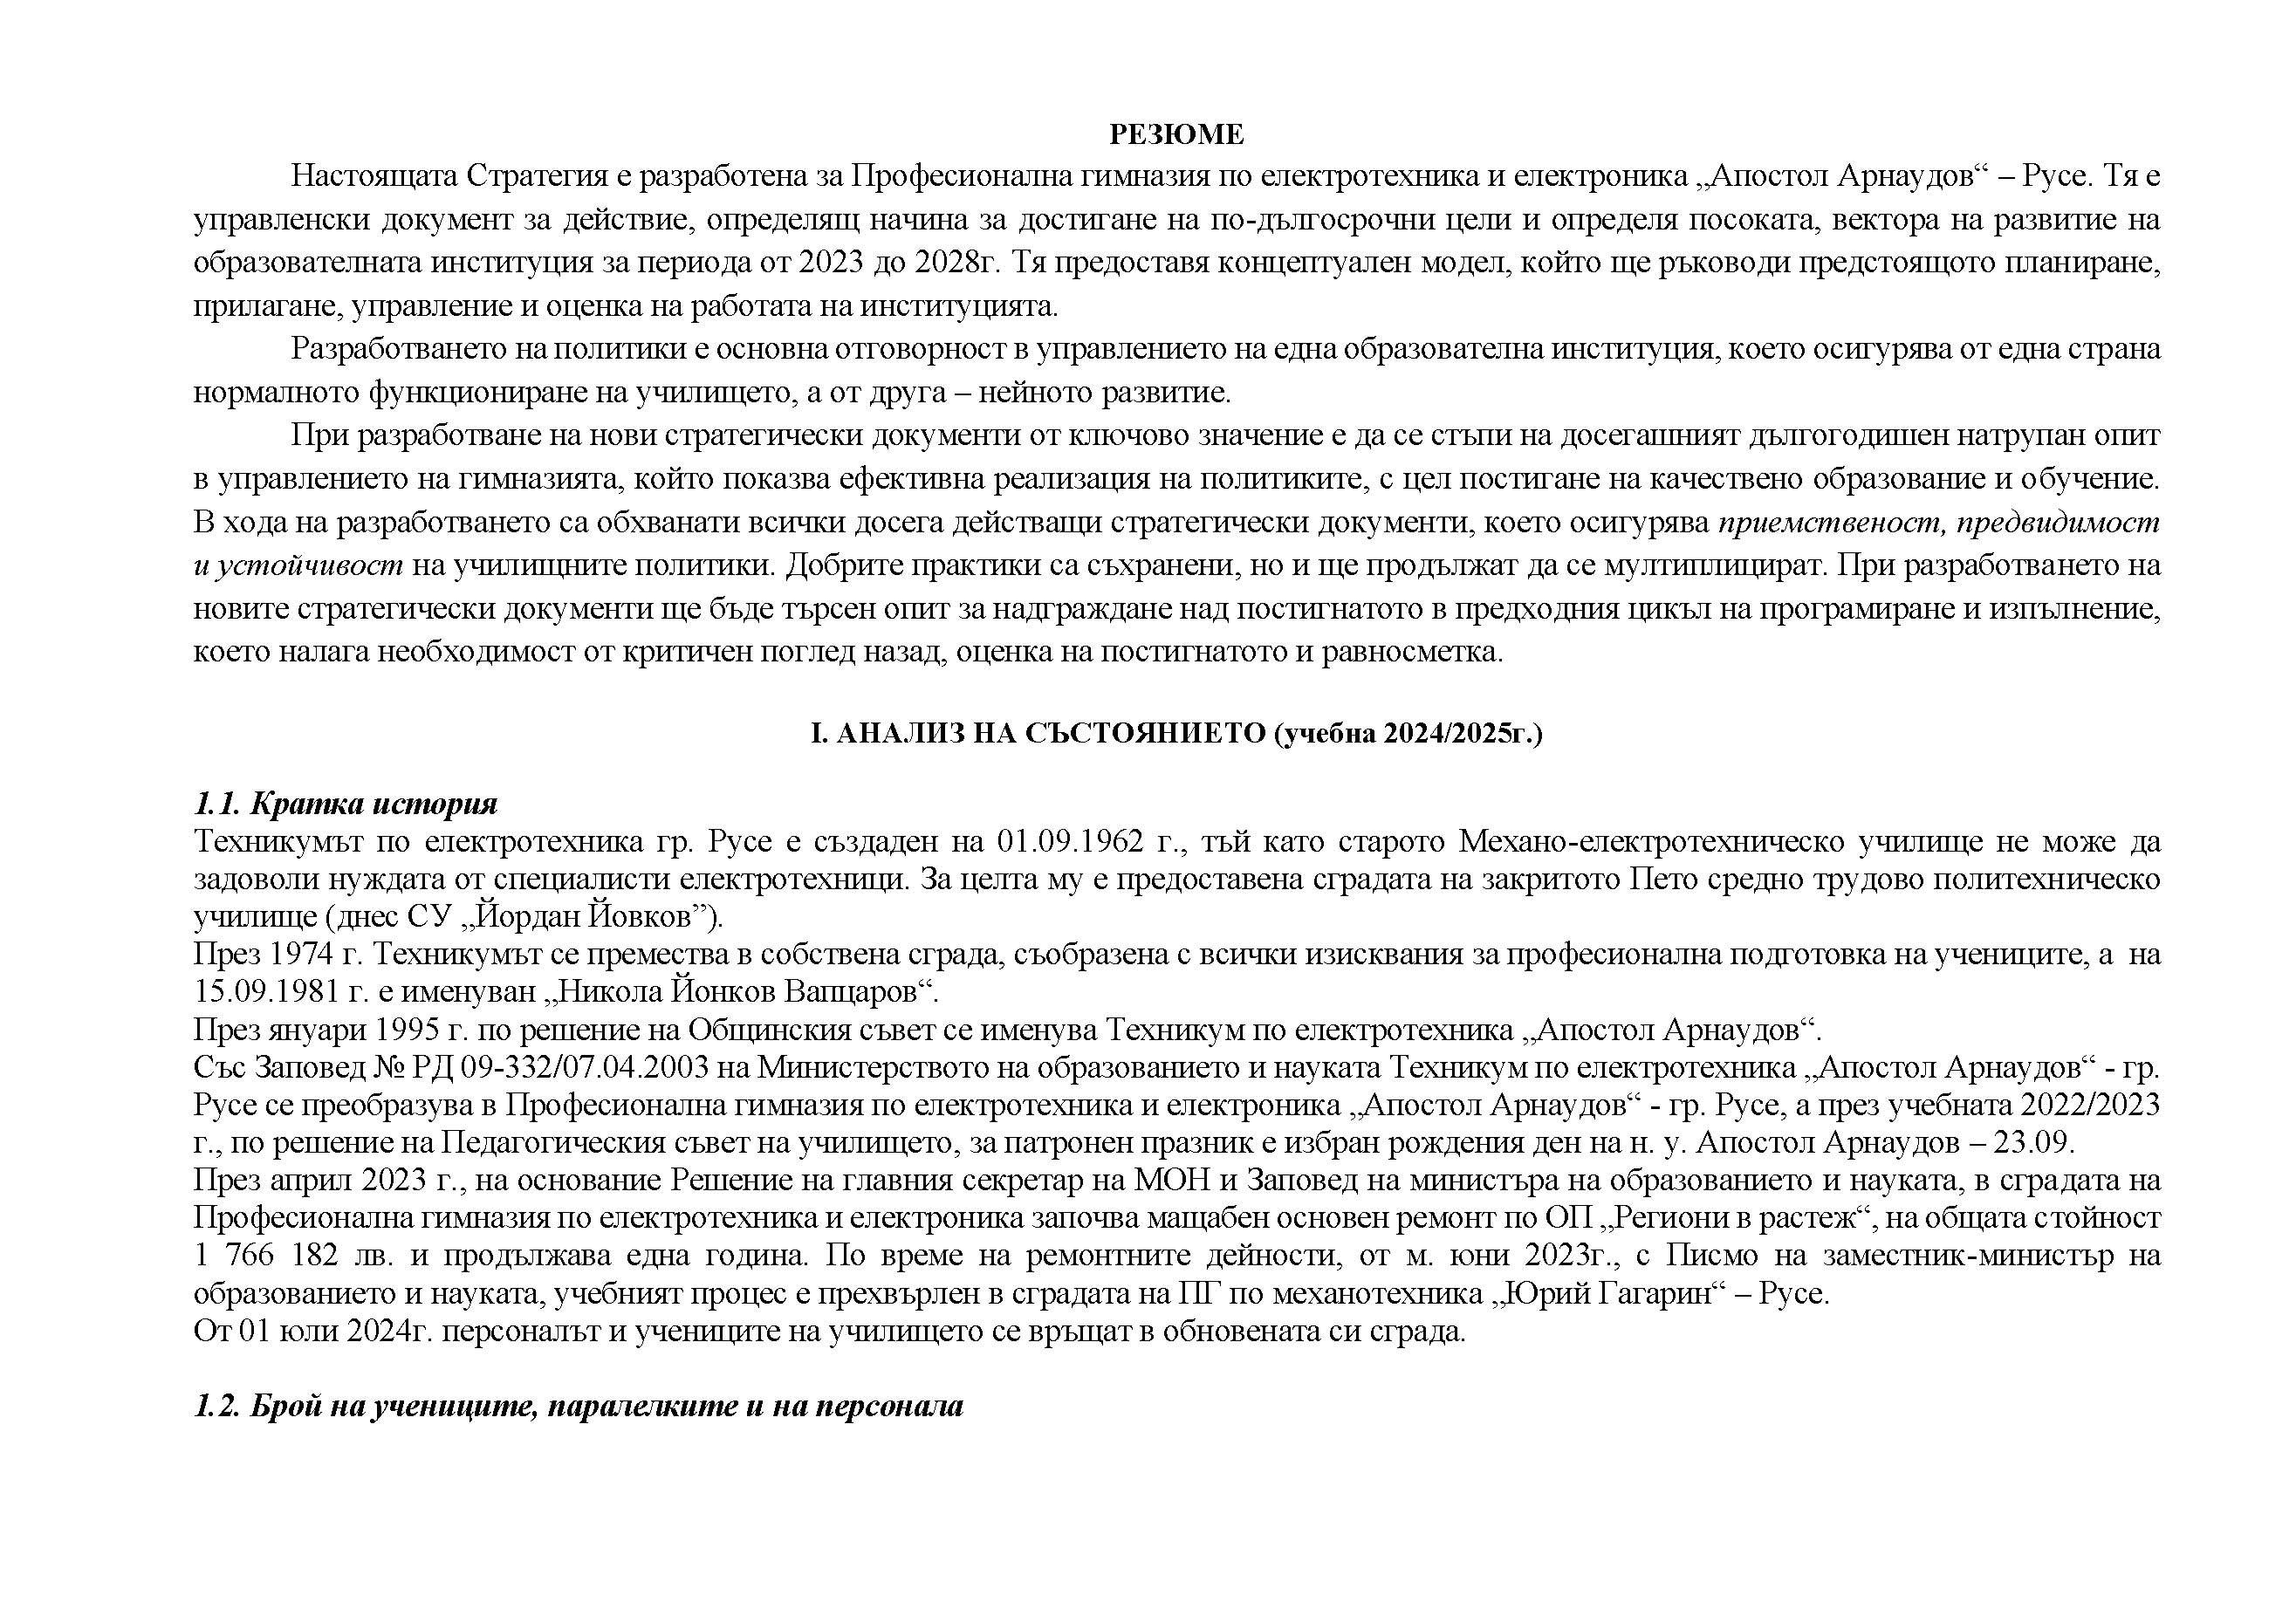 РЕЗЮМЕ
Настоящата Стратегия е разработена за Професионална гимназия по електротехника и електроника „Апостол Арнаудов“ – Русе. Тя е
управленски документ за действие, определящ начина за достигане на по-дългосрочни цели и определя посоката, вектора на развитие на
образователната институция за периода от 2023 до 2028г. Тя предоставя концептуален модел, който ще ръководи предстоящото планиране,
прилагане, управление и оценка на работата на институцията.
Разработването на политики е основна отговорност в управлението на една образователна институция, което осигурява от една страна
нормалното функциониране на училището, а от друга – нейното развитие.
При разработване на нови стратегически документи от ключово значение е да се стъпи на досегашният дългогодишен натрупан опит
в управлението на гимназията, който показва ефективна реализация на политиките, с цел постигане на качествено образование и обучение.
В хода на разработването са обхванати всички досега действащи стратегически документи, което осигурява приемственост, предвидимост
и устойчивост на училищните политики. Добрите практики са съхранени, но и ще продължат да се мултиплицират. При разработването на
новите стратегически документи ще бъде търсен опит за надграждане над постигнатото в предходния цикъл на програмиране и изпълнение,
което налага необходимост от критичен поглед назад, оценка на постигнатото и равносметка.
I. АНАЛИЗ НА СЪСТОЯНИЕТО (учебна 2024/2025г.)
1.1. Кратка история
Техникумът по електротехника гр. Русе е създаден на 01.09.1962 г., тъй като старото Механо-електротехническо училище не може да
задоволи нуждата от специалисти електротехници. За целта му е предоставена сградата на закритото Пето средно трудово политехническо
училище (днес СУ „Йордан Йовков”).
През 1974 г. Техникумът се премества в собствена сграда, съобразена с всички изисквания за професионална подготовка на учениците, а на
15.09.1981 г. е именуван „Никола Йонков Вапцаров“.
През януари 1995 г. по решение на Общинския съвет се именува Техникум по електротехника „Апостол Арнаудов“.
Със Заповед № РД 09-332/07.04.2003 на Министерството на образованието и науката Техникум по електротехника „Апостол Арнаудов“ - гр.
Русе се преобразува в Професионална гимназия по електротехника и електроника „Апостол Арнаудов“ - гр. Русе, а през учебната 2022/2023
г., по решение на Педагогическия съвет на училището, за патронен празник е избран рождения ден на н. у. Апостол Арнаудов – 23.09.
През април 2023 г., на основание Решение на главния секретар на МОН и Заповед на министъра на образованието и науката, в сградата на
Професионална гимназия по електротехника и електроника започва мащабен основен ремонт по ОП „Региони в растеж“, на общата стойност
1 766 182 лв. и продължава една година. По време на ремонтните дейности, от м. юни 2023г., с Писмо на заместник-министър на
образованието и науката, учебният процес е прехвърлен в сградата на ПГ по механотехника „Юрий Гагарин“ – Русе.
От 01 юли 2024г. персоналът и учениците на училището се връщат в обновената си сграда.
1.2. Брой на учениците, паралелките и на персонала